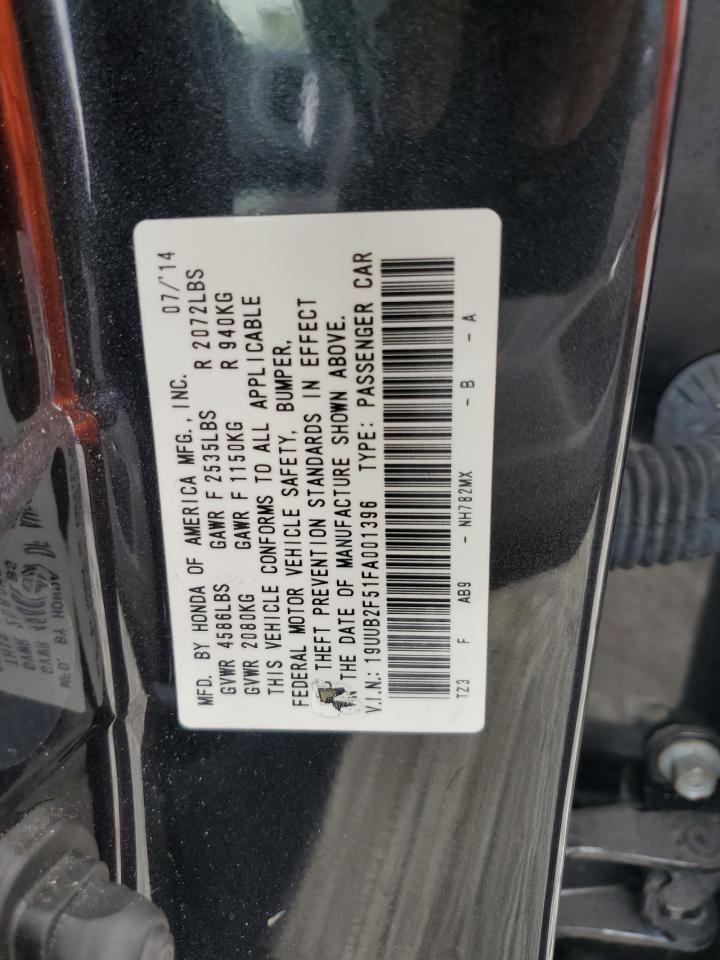 MFD. BY HONDA OF AMERICA MFG., INC. 07/'14
GVWR 4586LBS GAWR F 2535LBS R 2072LBS
GVWR 2080KG GAWR F 1150KG R 940KG
THIS VEHICLE CONFORMS TO ALL APPLICABLE
FEDERAL MOTOR VEHICLE SAFETY, BUMPER,
THEFT PREVENTION STANDARDS IN EFFECT
THE DATE OF MANUFACTURE SHOWN ABOVE.
V.I.N.: 19UUB2F51FA001396 TYPE: PASSENGER CAR
TZ3 F AB9 - NH782MX - B - A